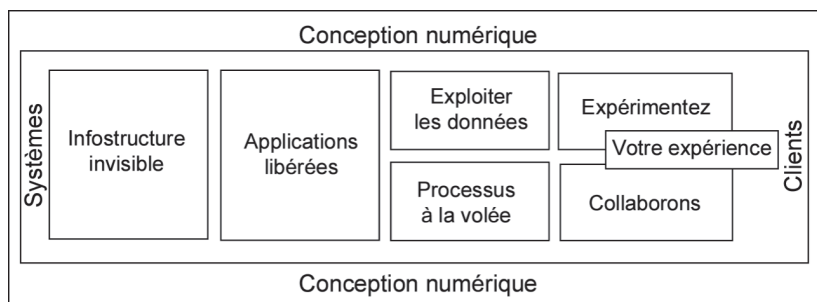 Conception numérique
Systèmes
Infostructure
invisible
Applications
libérées
Exploiter
les données
Processus
à la volée
Expérimentez
Votre expérience
Collaborons
Clients
Conception numérique